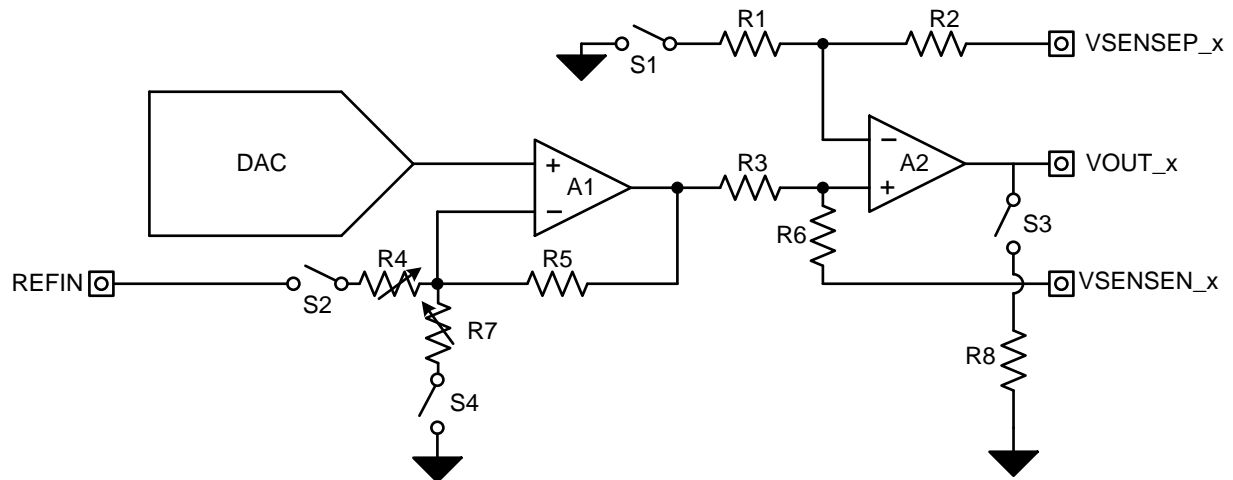 R1
R2
S1
VSENSEP_x
DAC
+
A1
−
R3
−
A2
+
VOUT_x
R6
S3
REFIN
S2
R4
R5
VSENSEN_x
R7
R8
S4